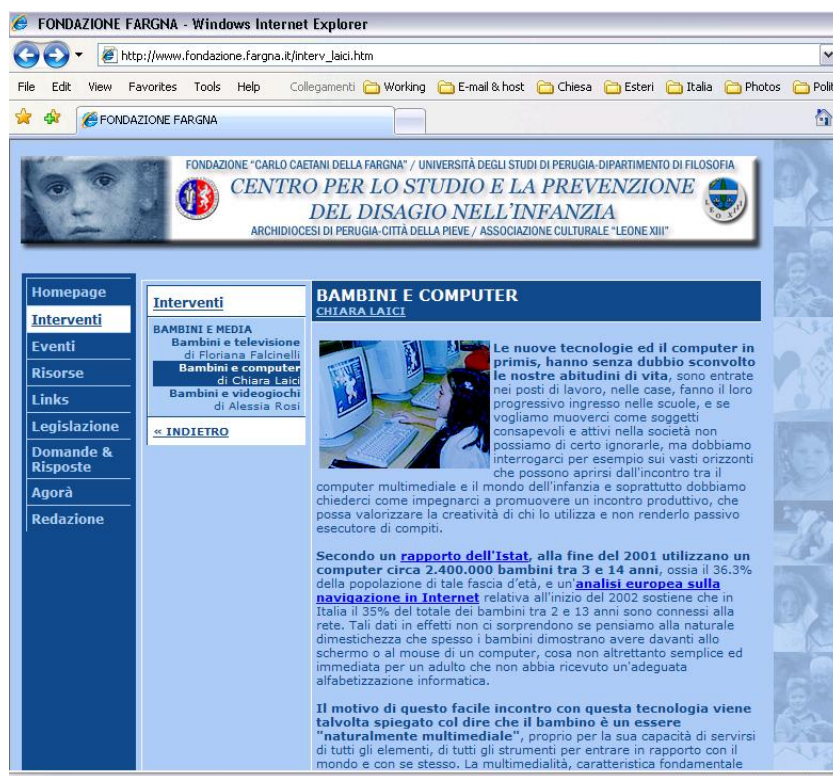 FONDAZIONE FARGNA - Windows Internet Explorer
http://www.fondazione.fargna.it/interv_laici.htm
File Edit View Favorites Tools Help Collegamenti Working E-mail & host Chiesa Esteri Italia Photos Polit
FONDAZIONE FARGNA
FONDAZIONE "CARLO CAETANI DELLA FARGNA" / UNIVERSITÀ DEGLI STUDI DI PERUGIA-DIPARTIMENTO DI FILOSOFIA
CENTRO PER LO STUDIO E LA PREVENZIONE
DEL DISAGIO NELL'INFANZIA
ARCHIDIOCESI DI PERUGIA-CITTÀ DELLA PIEVE / ASSOCIAZIONE CULTURALE "LEONE XIII"
LEO XIII
Homepage
Interventi
Eventi
Risorse
Links
Legislazione
Domande &
Risposte
Agorà
Redazione
Interventi
BAMBINI E MEDIA
Bambini e televisione
di Floriana Falcinelli
Bambini e computer
di Chiara Laici
Bambini e videogiochi
di Alessia Rosi
« INDIETRO
BAMBINI E COMPUTER
CHIARA LAICI
Le nuove tecnologie ed il computer in
primis, hanno senza dubbio sconvolto
le nostre abitudini di vita, sono entrate
nei posti di lavoro, nelle case, fanno il loro
progressivo ingresso nelle scuole, e se
vogliamo muoverci come soggetti
consapevoli e attivi nella società non
possiamo di certo ignorarle, ma dobbiamo
interrogarci per esempio sui vasti orizzonti
che possono aprirsi dall'incontro tra il
computer multimediale e il mondo dell'infanzia e soprattutto dobbiamo
chiederci come impegnarci a promuovere un incontro produttivo, che
possa valorizzare la creatività di chi lo utilizza e non renderlo passivo
esecutore di compiti.
Secondo un rapporto dell'Istat, alla fine del 2001 utilizzano un
computer circa 2.400.000 bambini tra 3 e 14 anni, ossia il 36.3%
della popolazione di tale fascia d'età, e un'analisi europea sulla
navigazione in Internet relativa all'inizio del 2002 sostiene che in
Italia il 35% del totale dei bambini tra 2 e 13 anni sono connessi alla
rete. Tali dati in effetti non ci sorprendono se pensiamo alla naturale
dimestichezza che spesso i bambini dimostrano avere davanti allo
schermo o al mouse di un computer, cosa non altrettanto semplice ed
immediata per un adulto che non abbia ricevuto un'adeguata
alfabetizzazione informatica.
Il motivo di questo facile incontro con questa tecnologia viene
talvolta spiegato col dire che il bambino è un essere
"naturalmente multimediale", proprio per la sua capacità di servirsi
di tutti gli elementi, di tutti gli strumenti per entrare in rapporto con il
mondo e con se stesso. La multimedialità, caratteristica fondamentale